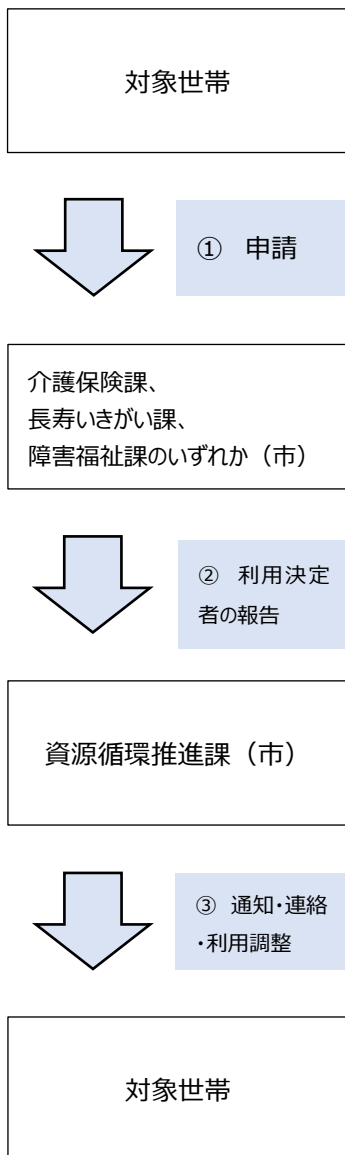 対象世帯
① 申請
介護保険課、
長寿いきがい課、
障害福祉課のいずれか（市）
② 利用決定
者の報告
資源循環推進課（市）
③ 通知・連絡
・利用調整
対象世帯